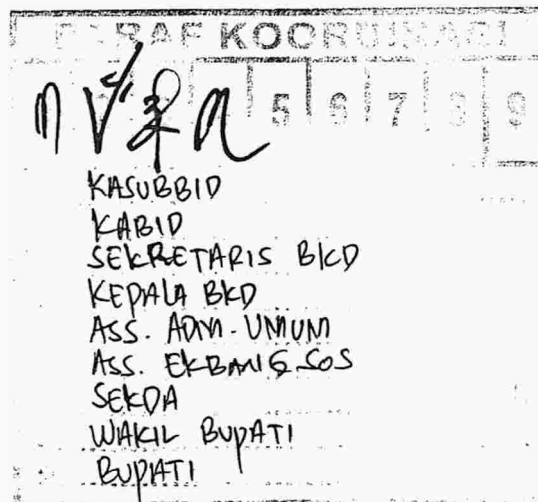 PARAF KOORDINASI
5 6 7 8 9
KASUBBID
KABID
SEKRETARIS BKD
KEPALA BKD
ASS. ADM. UMUM
ASS. EKBANG & SOS
SEKDA
WAKIL BUPATI
BUPATI